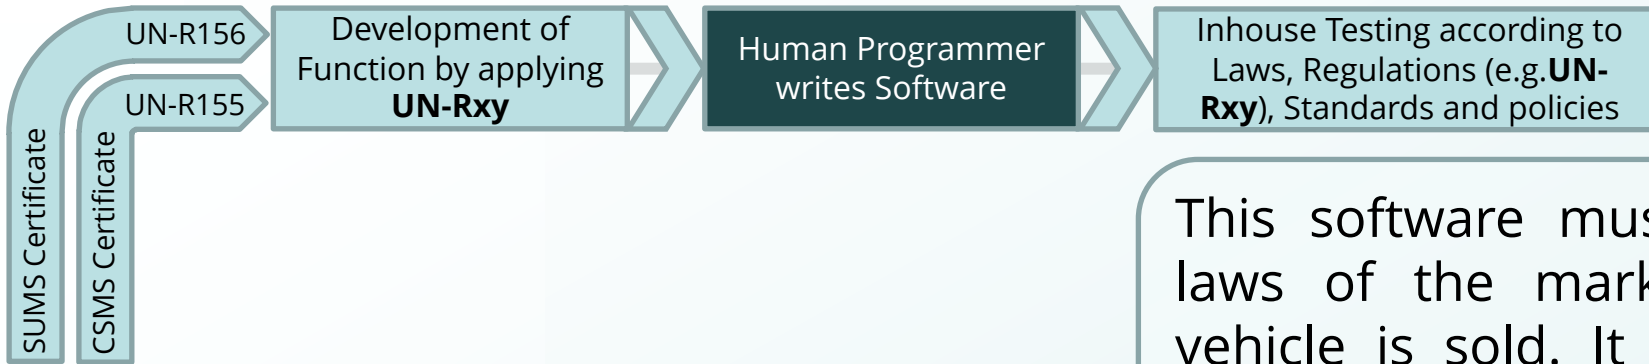 UN-R156
UN-R155
SUMS Certificate
CSMS Certificate
Development of
Function by applying
UN-Rxy
Human Programmer
writes Software
Inhouse Testing according to
Laws, Regulations (e.g.UN-
Rxy), Standards and policies
This software
laws of the
vehicle is sold. It